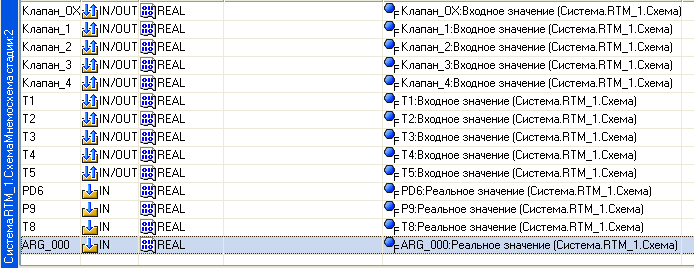 Система.RTM_1.Схема:Мнемосхема стадии:2
Клапан_OX IN/OUT REAL Клапан_OX:Входное значение (Система.RTM_1.Схема)
Клапан_1 IN/OUT REAL Клапан_1:Входное значение (Система.RTM_1.Схема)
Клапан_2 IN/OUT REAL Клапан_2:Входное значение (Система.RTM_1.Схема)
Клапан_3 IN/OUT REAL Клапан_3:Входное значение (Система.RTM_1.Схема)
Клапан_4 IN/OUT REAL Клапан_4:Входное значение (Система.RTM_1.Схема)
T1 IN/OUT REAL T1:Входное значение (Система.RTM_1.Схема)
T2 IN/OUT REAL T2:Входное значение (Система.RTM_1.Схема)
T3 IN/OUT REAL T3:Входное значение (Система.RTM_1.Схема)
T4 IN/OUT REAL T4:Входное значение (Система.RTM_1.Схема)
T5 IN/OUT REAL T5:Входное значение (Система.RTM_1.Схема)
PD6 IN REAL PD6:Реальное значение (Система.RTM_1.Схема)
P9 IN REAL P9:Реальное значение (Система.RTM_1.Схема)
T8 IN REAL T8:Реальное значение (Система.RTM_1.Схема)
ARG_000 IN REAL ARG_000:Реальное значение (Система.RTM_1.Схема)